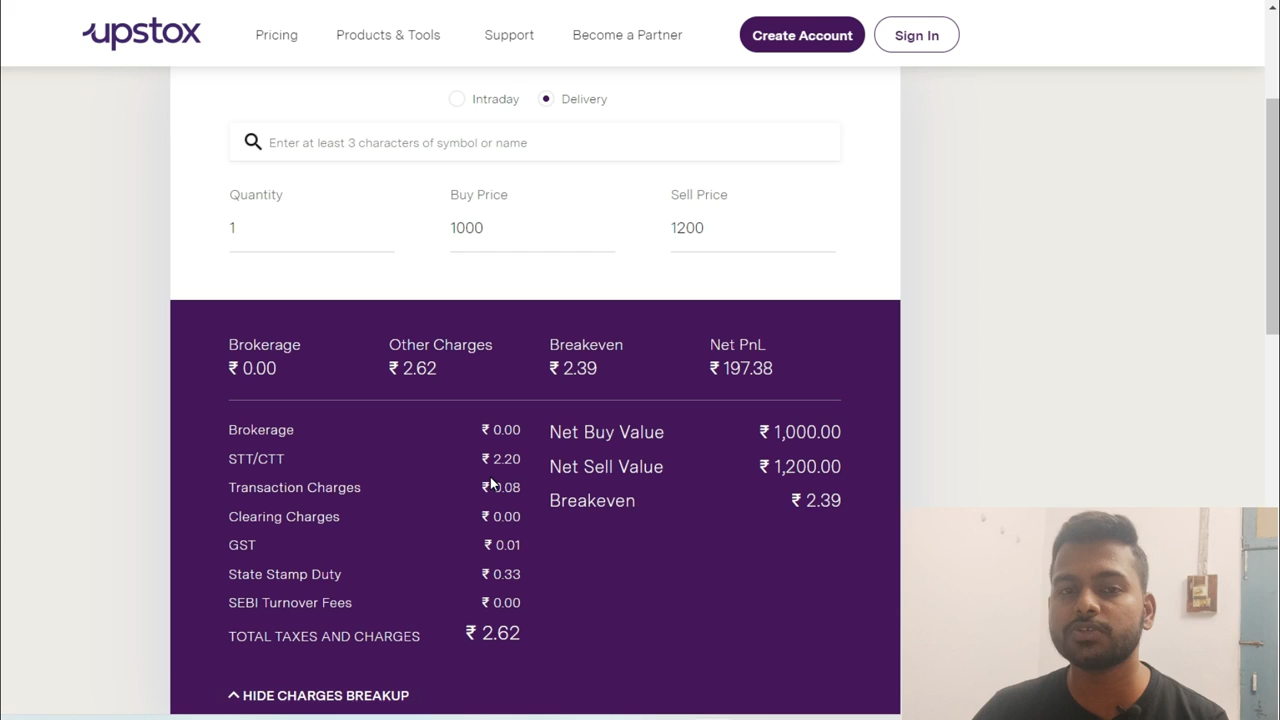 upstox Pricing Products & Tools Support Become a Partner Create Account Sign In
Intraday Delivery
Enter at least 3 characters of symbol or name
Quantity Buy Price Sell Price
1 1000 1200
Brokerage Other Charges Breakeven Net PnL
₹ 0.00 ₹ 2.62 ₹ 2.39 ₹ 197.38
Brokerage ₹ 0.00
STT/CTT ₹ 2.20
Transaction Charges ₹ 0.08
Clearing Charges ₹ 0.00
GST ₹ 0.01
State Stamp Duty ₹ 0.33
SEBI Turnover Fees ₹ 0.00
TOTAL TAXES AND CHARGES ₹ 2.62
Net Buy Value ₹ 1,000.00
Net Sell Value ₹ 1,200.00
Breakeven ₹ 2.39
HIDE CHARGES BREAKUP